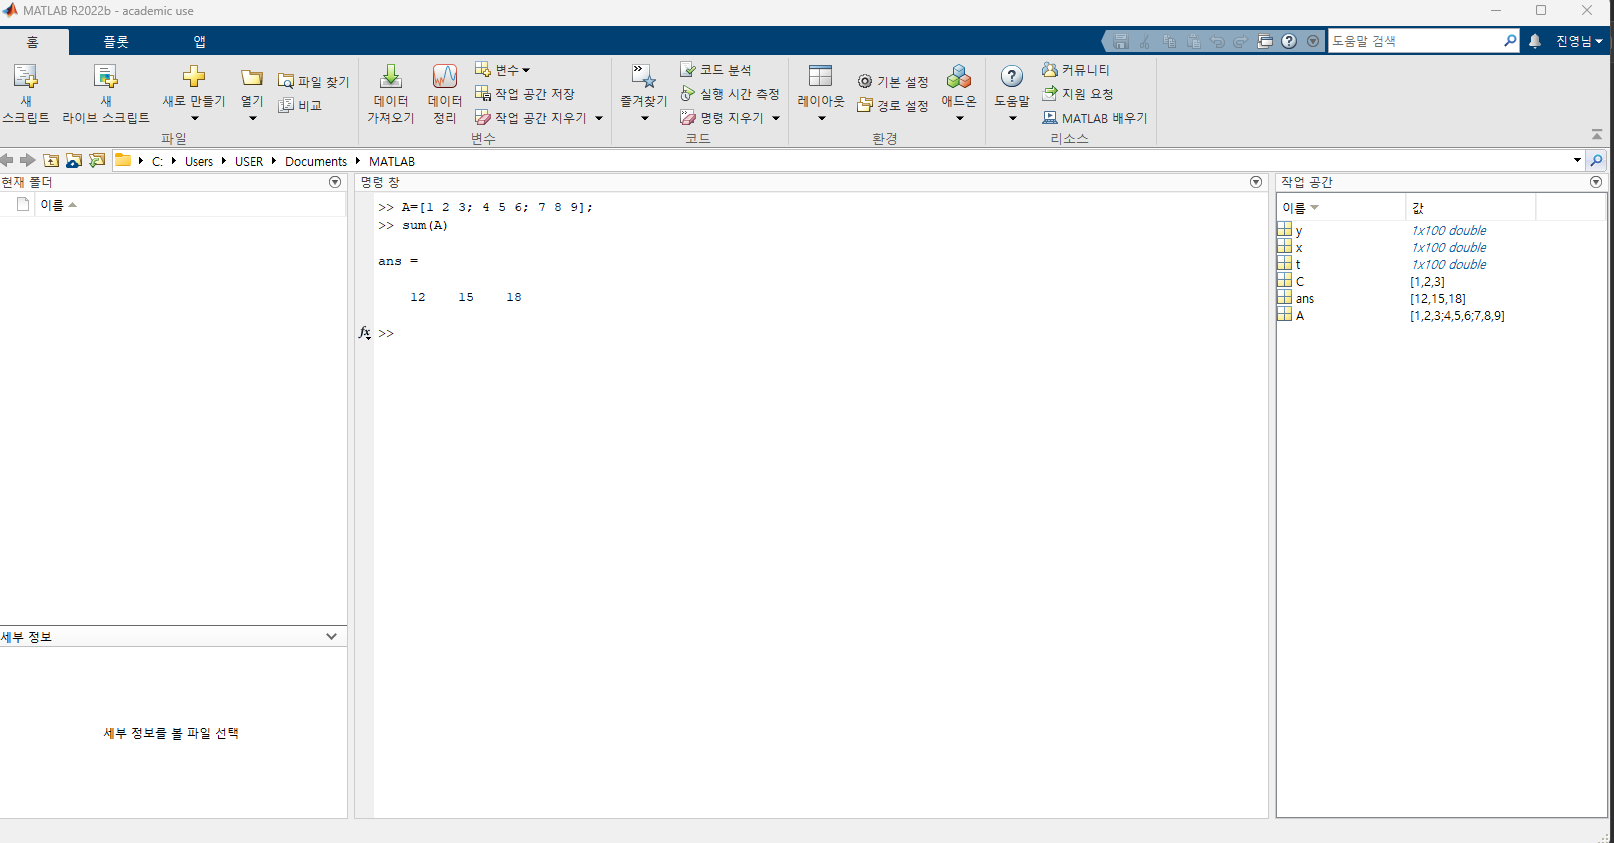 MATLAB R2022b - academic use
홈 플롯 앱
도움말 검색 진영님
새 스크립트
새 라이브 스크립트
새로 만들기
열기
파일 찾기
비교
파일
데이터 가져오기
데이터 정리
변수
작업 공간 저장
작업 공간 지우기
변수
즐겨찾기
코드 분석
실행 시간 측정
명령 지우기
코드
레이아웃
기본 설정
경로 설정
애드온
환경
도움말
커뮤니티
지원 요청
MATLAB 배우기
리소스
C: Users USER Documents MATLAB
현재 폴더
이름
세부 정보
세부 정보를 볼 파일 선택
명령 창
>> A=[1 2 3; 4 5 6; 7 8 9];
>> sum(A)
ans =
12 15 18
fx >>
작업 공간
이름 값
y 1x100 double
x 1x100 double
t 1x100 double
C [1,2,3]
ans [12,15,18]
A [1,2,3;4,5,6;7,8,9]